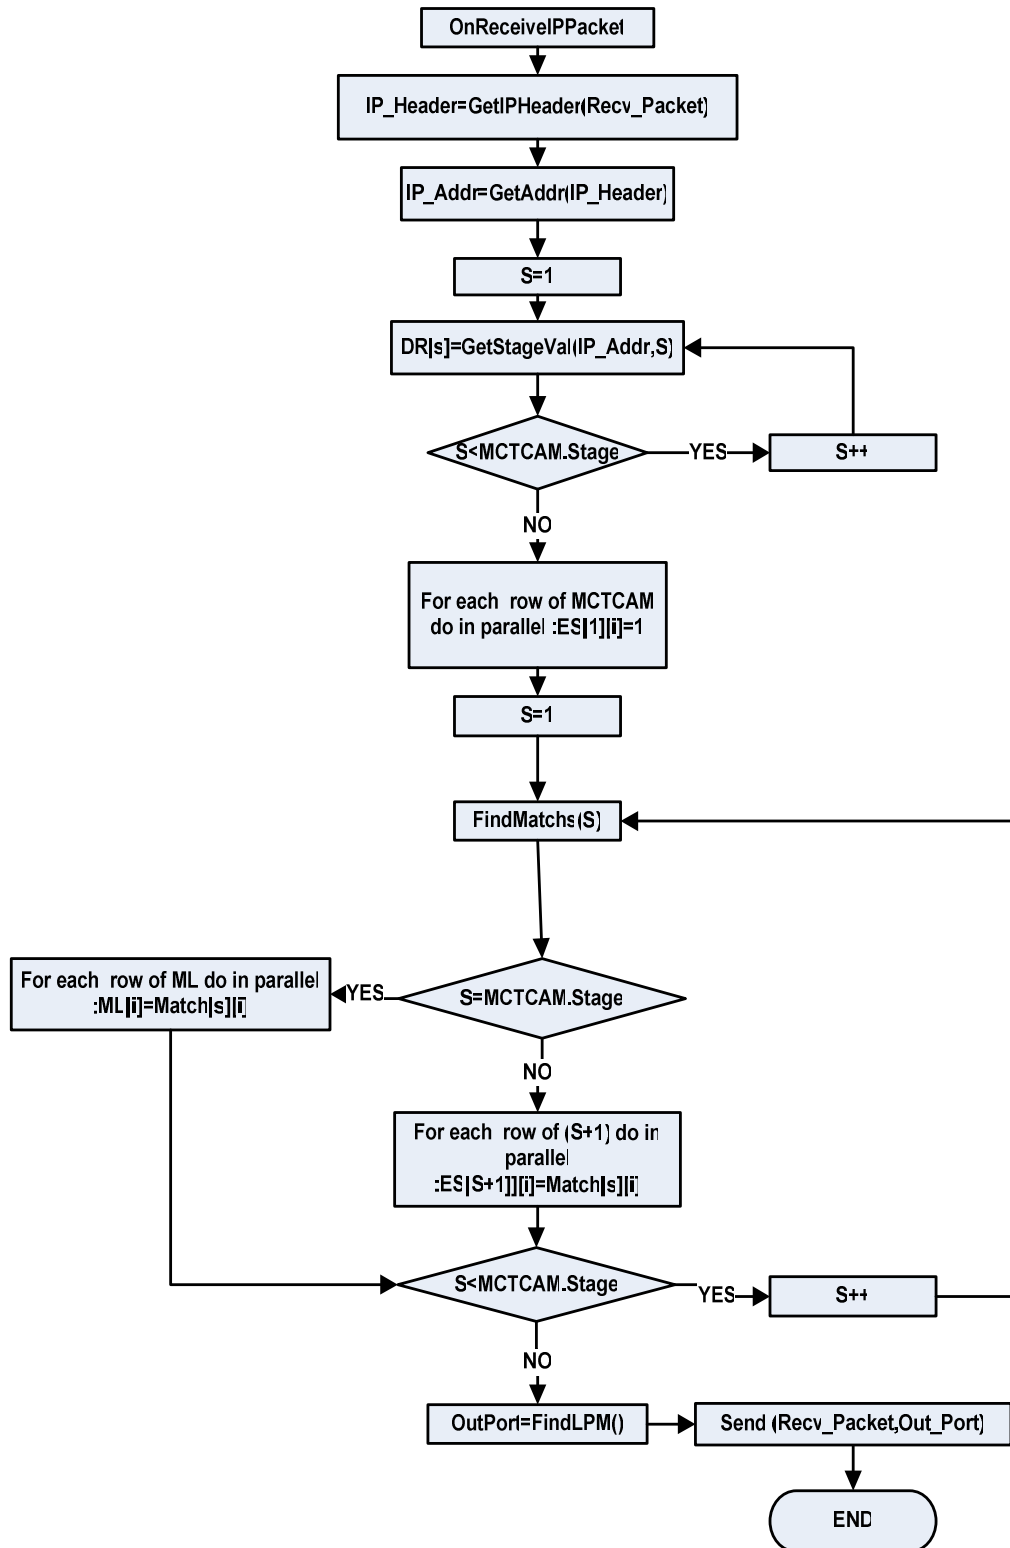 OnReceiveIPPacket
IP_Header=GetIPHeader(Recv_Packet)
IP_Addr=GetAddr(IP_Header)
S=1
DR[s]=GetStageVal(IP_Addr,S)
S<MCTCAM.Stage
YES
S++
NO
For each row of MCTCAM
do in parallel :ES[1][i]=1
S=1
FindMatchs(S)
S=MCTCAM.Stage
YES
For each row of ML do in parallel
:ML[i]=Match[s][i]
NO
For each row of (S+1) do in
parallel
:ES[S+1]][i]=Match[s][i]
S<MCTCAM.Stage
YES
S++
NO
OutPort=FindLPM()
Send (Recv_Packet,Out_Port)
END